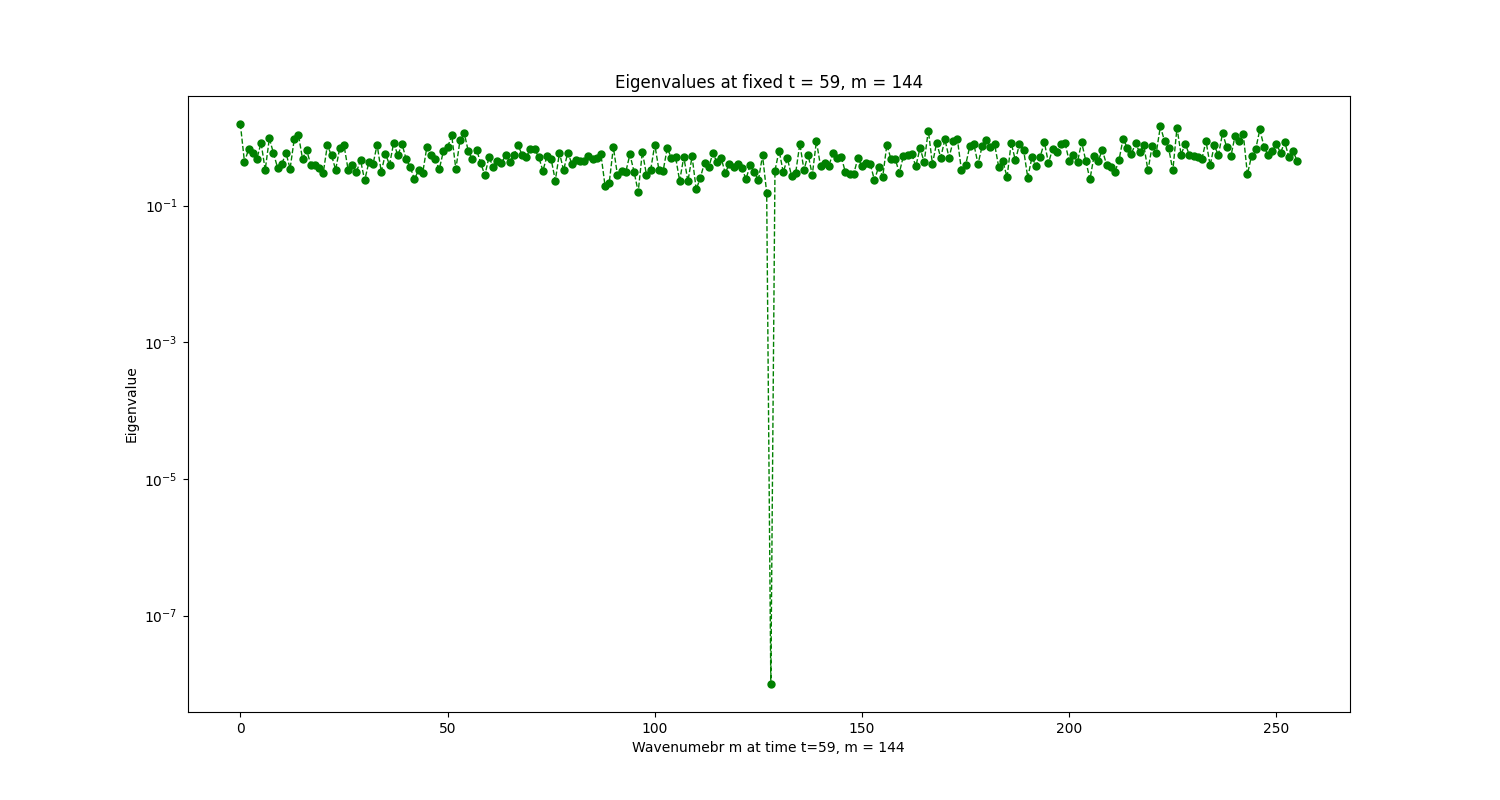 Eigenvalues at fixed t = 59, m = 144
10⁻¹
10⁻³
10⁻⁵
10⁻⁷
Eigenvalue
0 50 100 150 200 250
Wavenumebr m at time t=59, m = 144